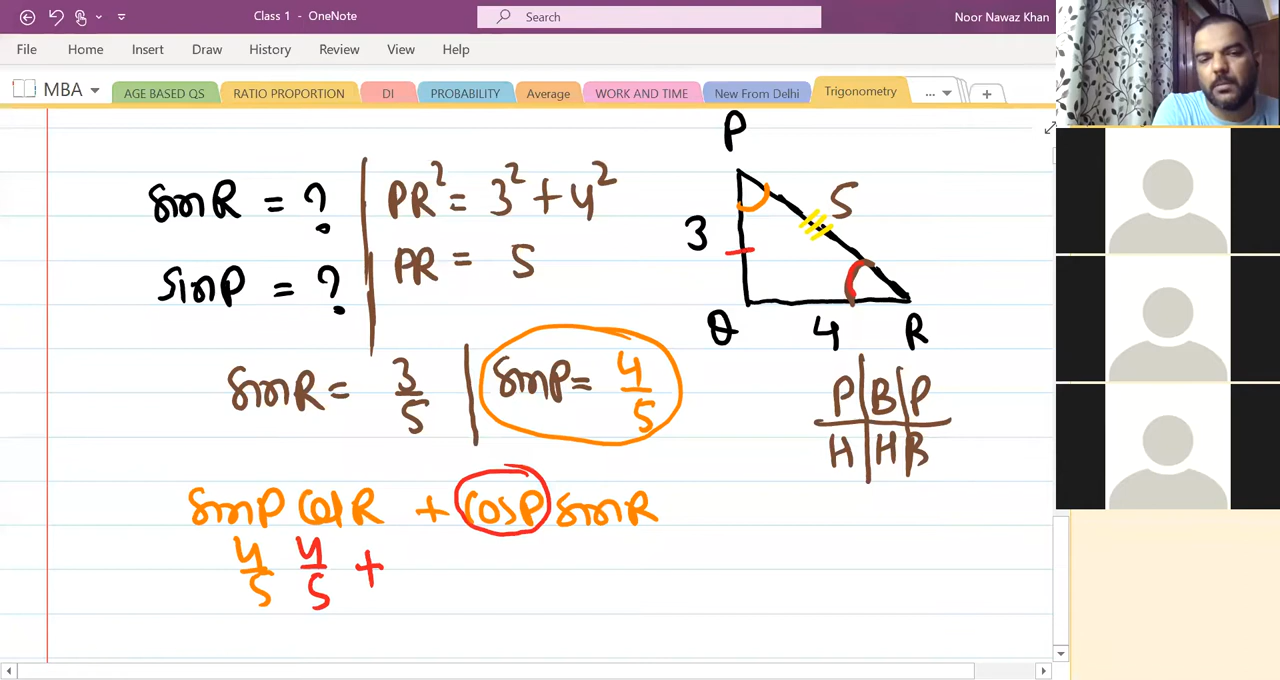 Class 1 - OneNote
Search
Noor Nawaz Khan
File Home Insert Draw History Review View Help
MBA
AGE BASED QS
RATIO PROPORTION
DI
PROBABILITY
Average
WORK AND TIME
New From Delhi
Trigonometry
...
+
sinR = ?
PR² = 3² + 4²
sinP = ?
PR = 5
P
3
5
Q 4 R
sinR = 3/5
sinP = 4/5
P | B | P
H | H | B
sinP cosR + cosP sinR
4/5 4/5 +